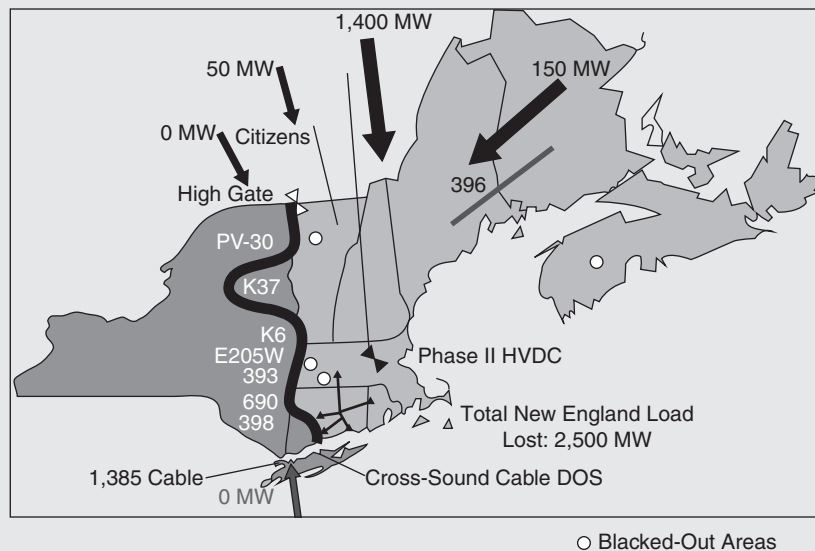 1,400 MW
50 MW
150 MW
0 MW
Citizens
396
High Gate
PV-30
K37
K6
E205W
393
690
398
Phase II HVDC
Total New England Load
Lost: 2,500 MW
1,385 Cable
Cross-Sound Cable DOS
0 MW
Blacked-Out Areas